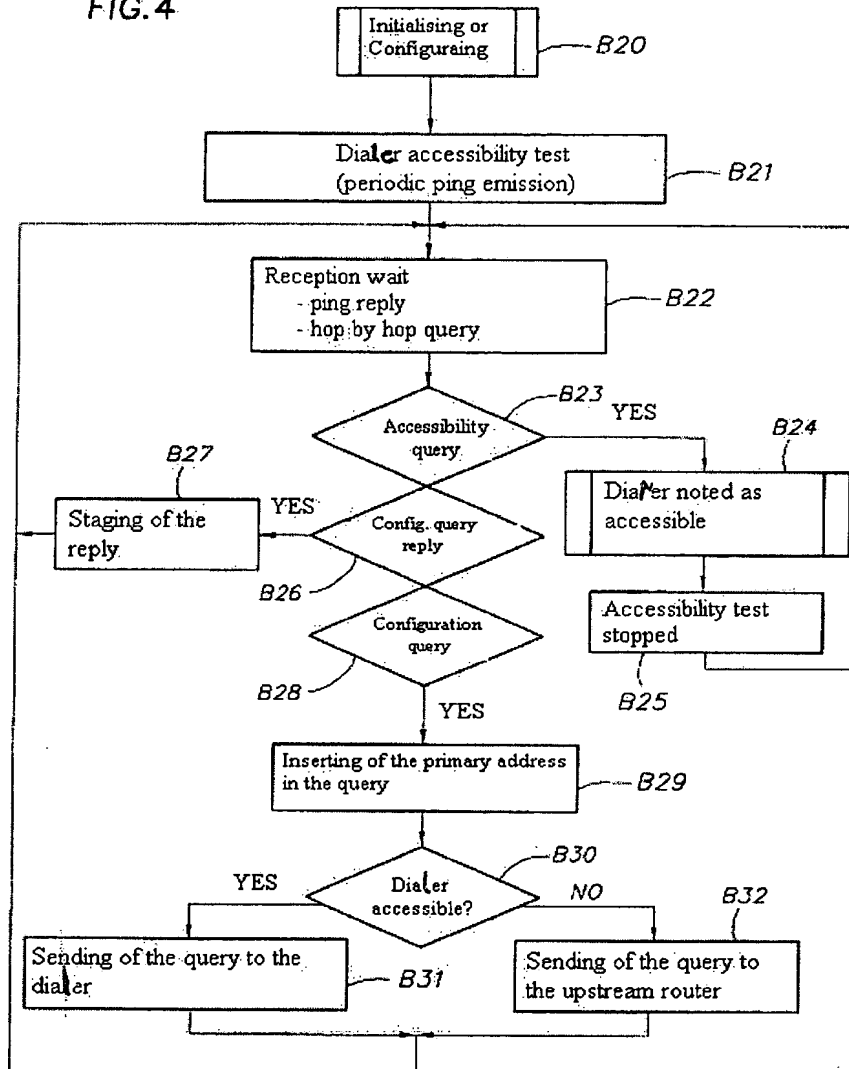 FIG.4
Initialising or
Configuraing
B20
Dialer accessibility test
(periodic ping emission)
B21
Reception wait
- ping reply
- hop by hop query
B22
B23
Accessibility
query
YES
B24
Dialer noted as
accessible
B27
Staging of the
reply
YES
Config. query
reply
B26
Accessibility test
stopped
B25
Configuration
query
B28
YES
Inserting of the primary address
in the query
B29
B30
Dialer
accessible?
YES
NO
B32
Sending of the query to the
dialer
B31
Sending of the query to
the upstream router